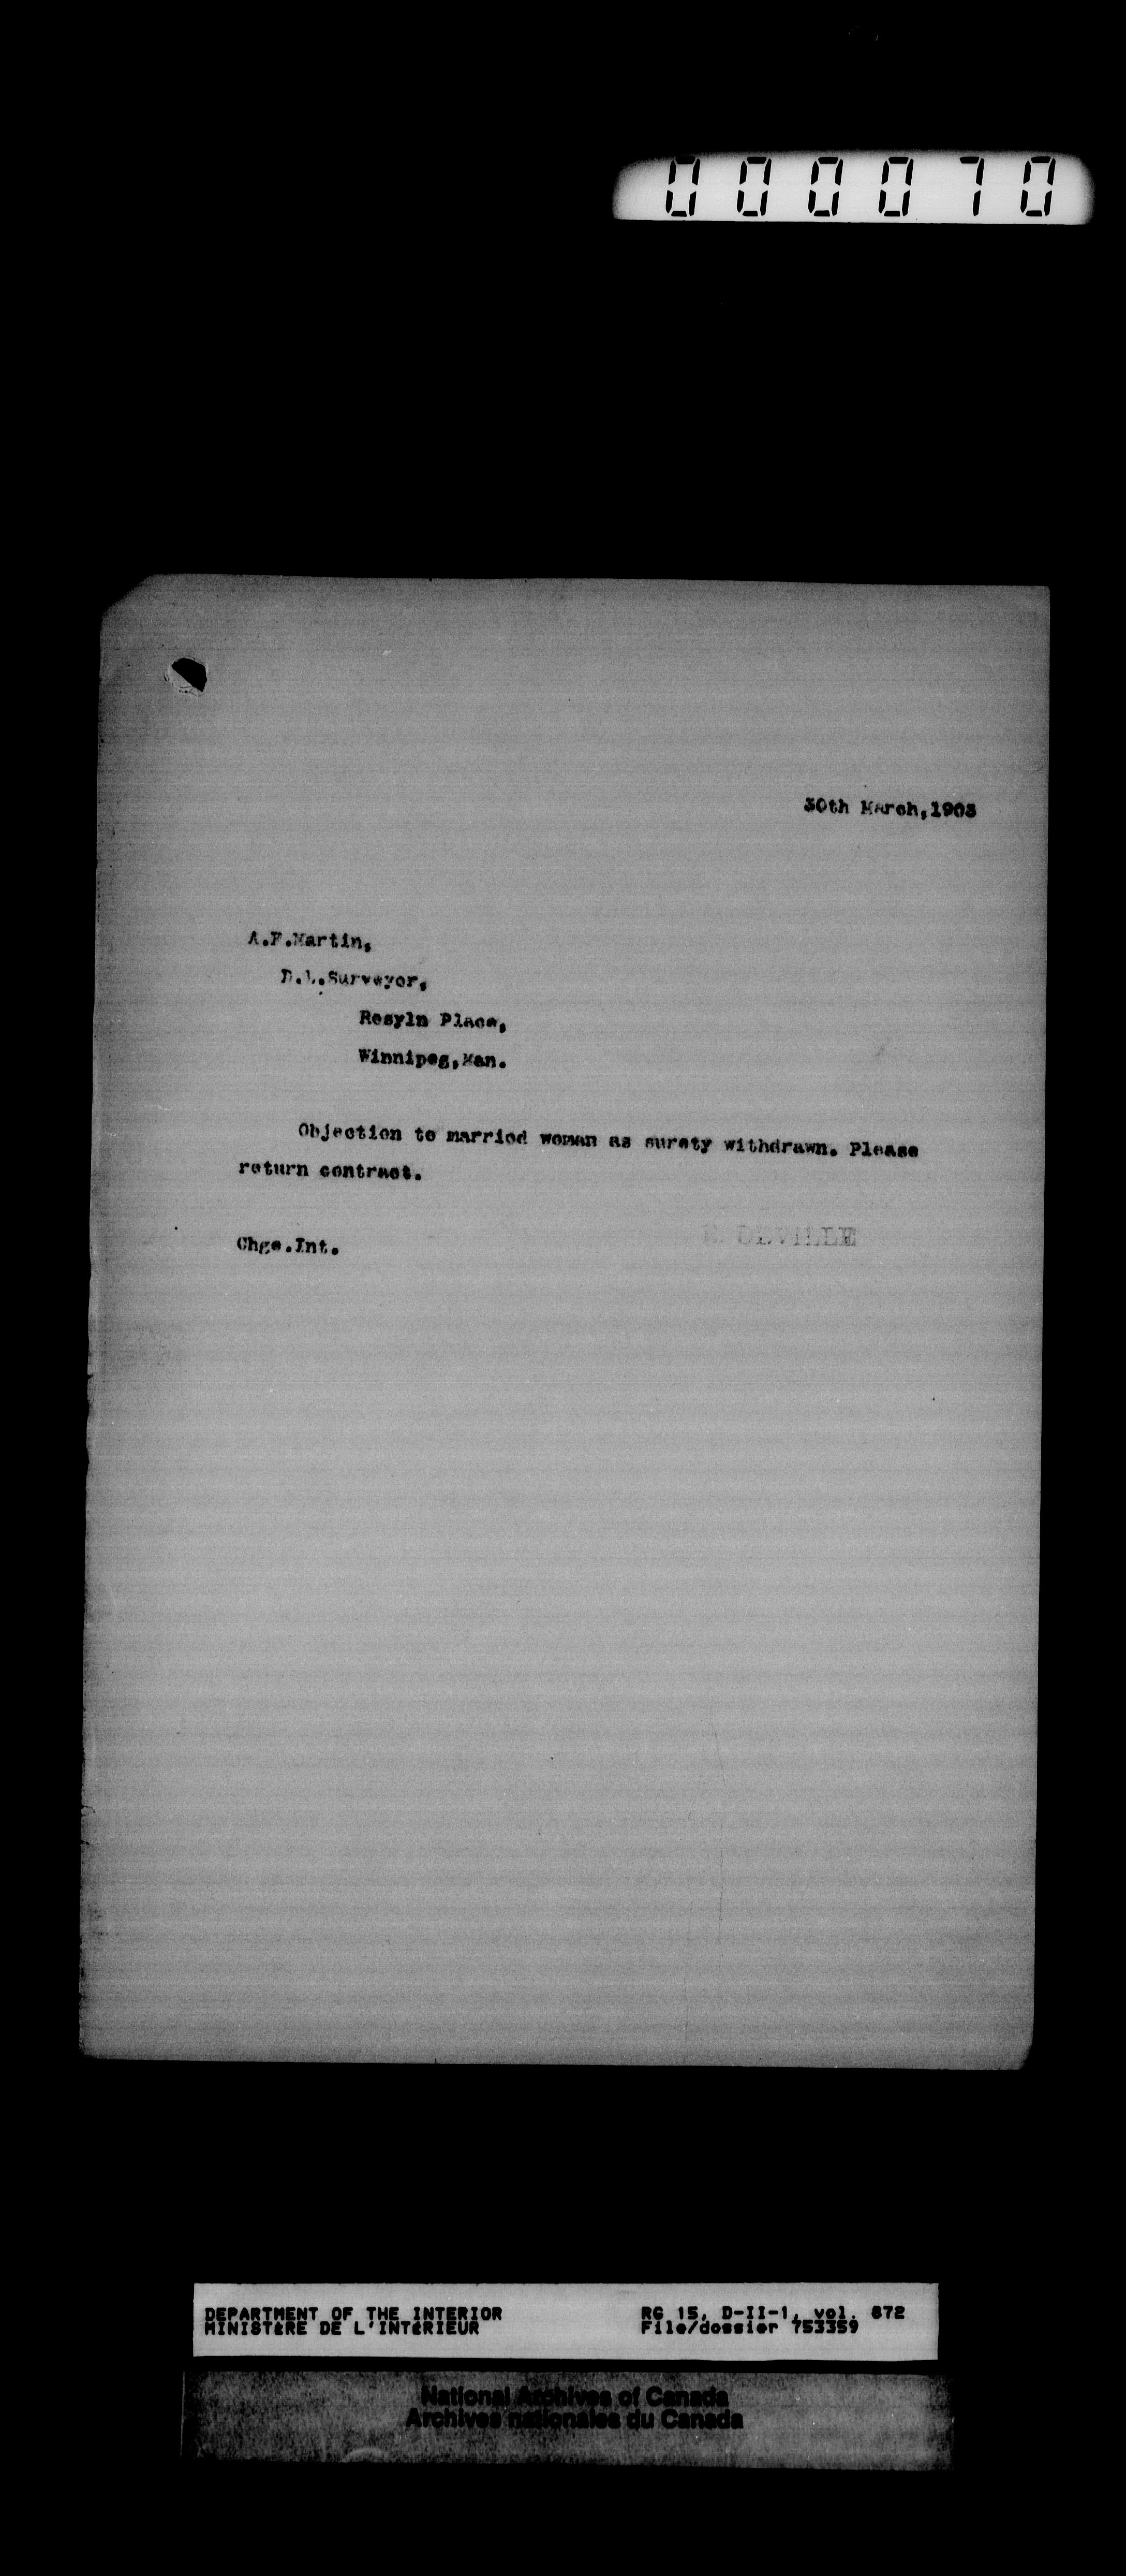 000070
30th March,1903
A.F.Martin,
D.L.Surveyor,
Rosyln Place,
Winnipeg,Man.
Objection to married woman as surety withdrawn. Please
return contract.
Chge.Int.
E. DEVILLE
DEPARTMENT OF THE INTERIOR
MINISTÈRE DE L'INTÉRIEUR
RG 15, D-II-1, vol. 872
File/dossier 753359
National Archives of Canada
Archives nationales du Canada